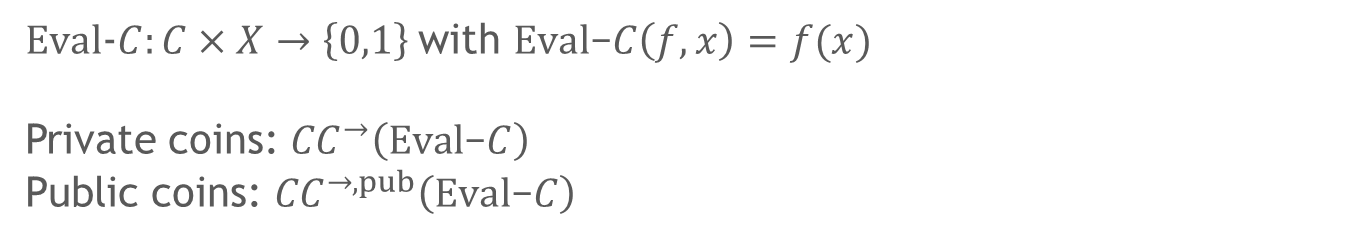 Eval-𝐶: 𝐶 × 𝑋 → {0,1} with Eval−𝐶(𝑓, 𝑥) = 𝑓(𝑥)
Private coins: 𝐶𝐶^→(Eval−𝐶)
Public coins: 𝐶𝐶^→,pub(Eval−𝐶)